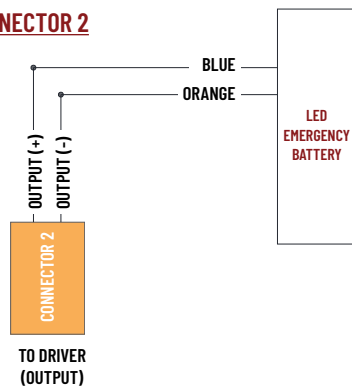 NECTOR 2
BLUE
ORANGE
LED
EMERGENCY
BATTERY
OUTPUT (+)
OUTPUT (-)
CONNECTOR 2
TO DRIVER
(OUTPUT)